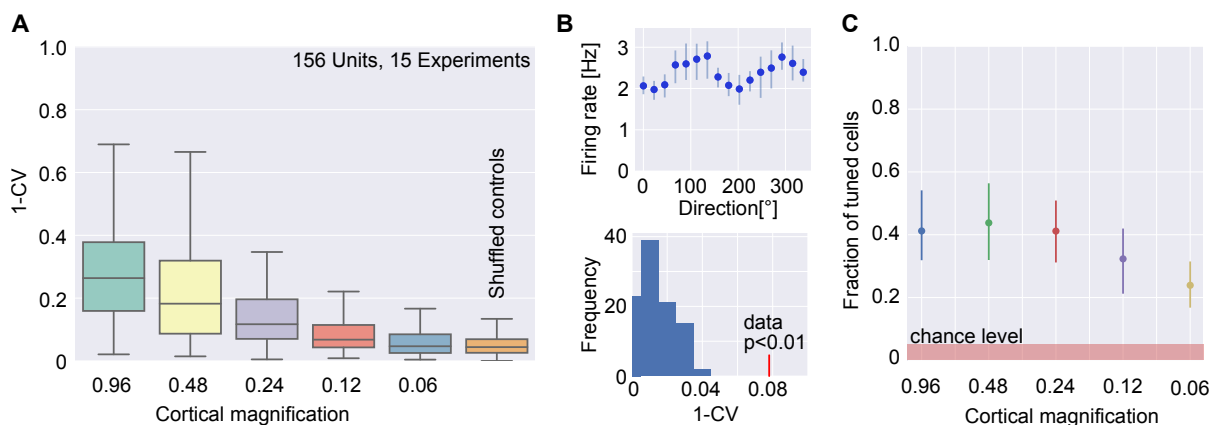 A
1.0
0.8
0.6
0.4
0.2
0
1-CV
156 Units, 15 Experiments
Shuffled controls
0.96 0.48 0.24 0.12 0.06
Cortical magnification
B
Firing rate [Hz]
3
2
1
0
0 100 200 300
Direction[°]
Frequency
40
20
0
data
p<0.01
0 0.04 0.08
1-CV
C
Fraction of tuned cells
1.0
0.8
0.6
0.4
0.2
0
chance level
0.96 0.48 0.24 0.12 0.06
Cortical magnification